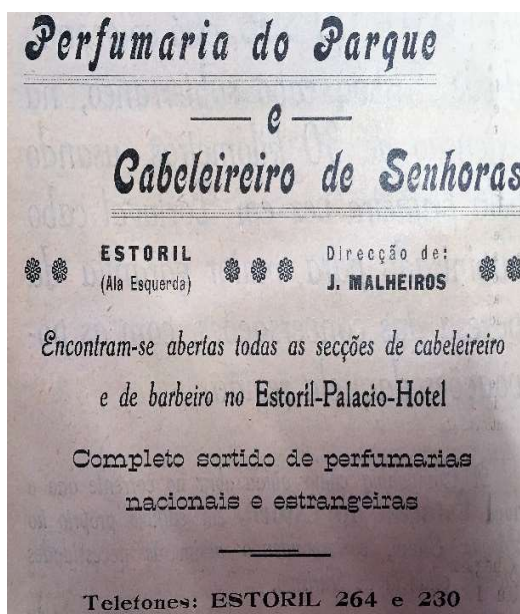 Perfumaria do Parque
e
Cabeleireiro de Senhoras
ESTORIL
(Ala Esquerda)
Direcção de:
J. MALHEIROS
Encontram-se abertas todas as secções de cabeleireiro
e de barbeiro no Estoril-Palacio-Hotel
Completo sortido de perfumarias
nacionais e estrangeiras
Telefones: ESTORIL 264 e 230